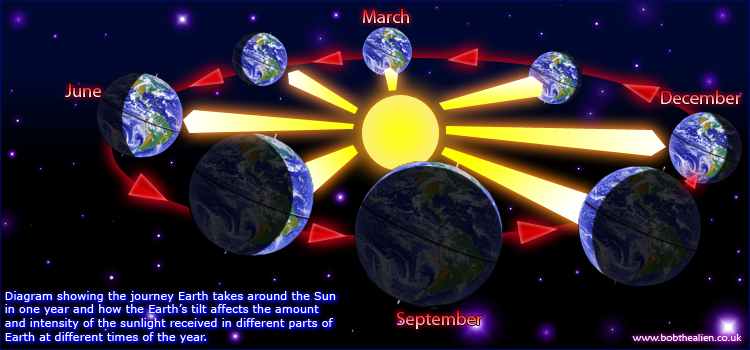 March
June
December
September
Diagram showing the journey Earth takes around the Sun
in one year and how the Earth's tilt affects the amount
and intensity of the sunlight received in different parts of
Earth at different times of the year.
www.bobthealien.co.uk